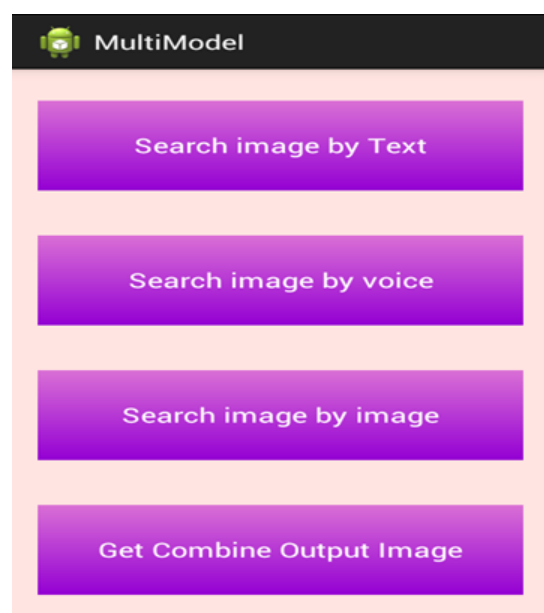 MultiModel
Search image by Text
Search image by voice
Search image by image
Get Combine Output Image